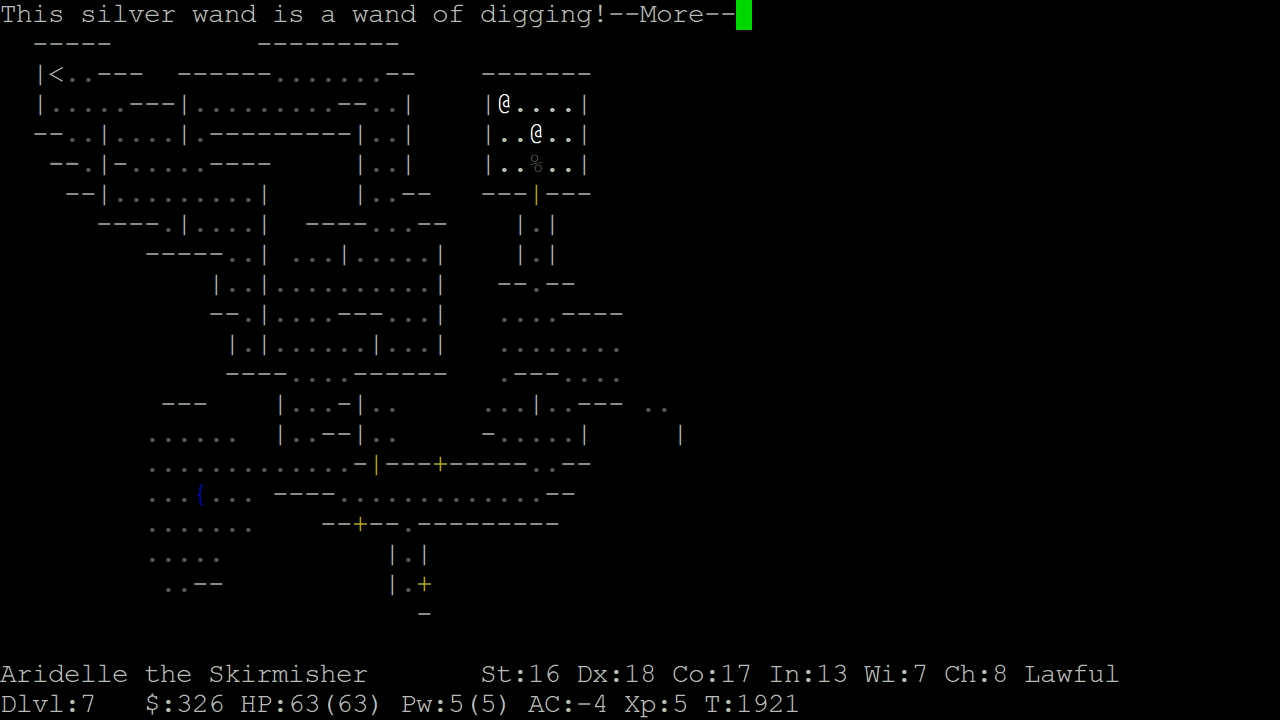 This silver wand is a wand of digging!--More--
Aridelle the Skirmisher St:16 Dx:18 Co:17 In:13 Wi:7 Ch:8 Lawful
Dlvl:7 $:326 HP:63(63) Pw:5(5) AC:-4 Xp:5 T:1921